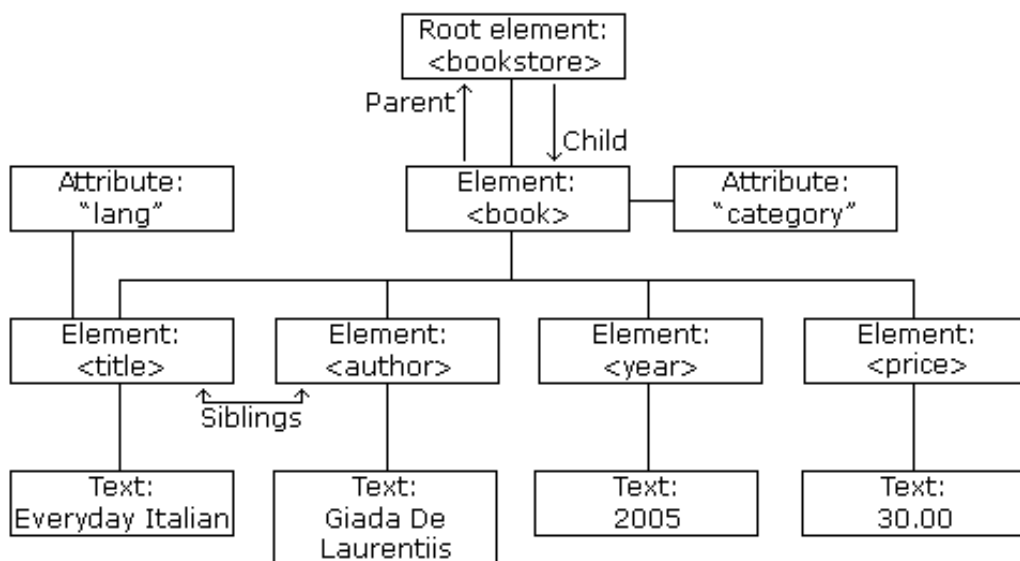 Root element:
<bookstore>
Parent
Child
Attribute:
“lang”
Element:
<book>
Attribute:
“category”
Element:
<title>
Element:
<author>
Element:
<year>
Element:
<price>
Siblings
Text:
Everyday Italian
Text:
Giada De
Laurentiis
Text:
2005
Text:
30.00